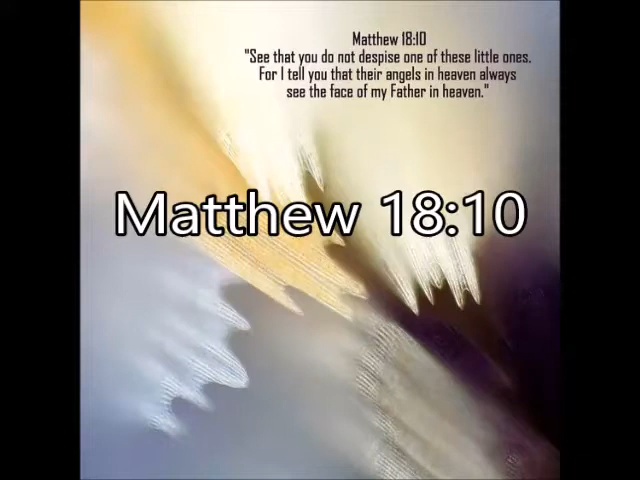 Matthew 18:10
"See that you do not despise one of these little ones.
For I tell you that their angels in heaven always
see the face of my Father in heaven."
Matthew 18:10